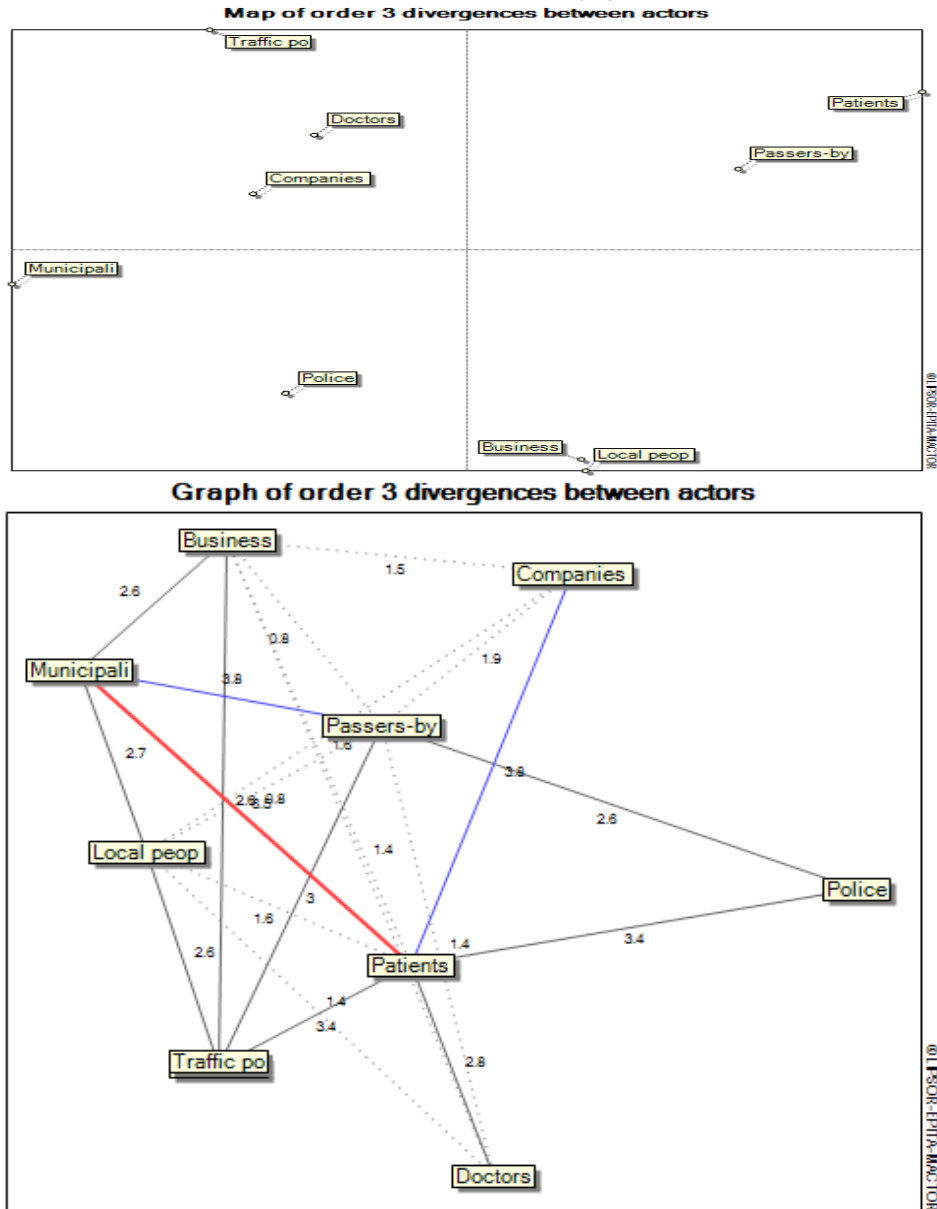 Map of order 3 divergences between actors
Traffic po
Patients
Doctors
Passers-by
Companies
Municipali
Police
Business
Local peop
©LIPSOR-EPITA-MACTOR
Graph of order 3 divergences between actors
Business
1.5
Companies
2.6
0.8
1.9
Municipali
3.8
Passers-by
2.7
1.6
3.8
2.6
0.8
2.6
Local peop
1.4
Police
1.6
3
2.6
1.4
3.4
Patients
1.4
3.4
Traffic po
2.8
Doctors
©LIPSOR-EPITA-MACTOR